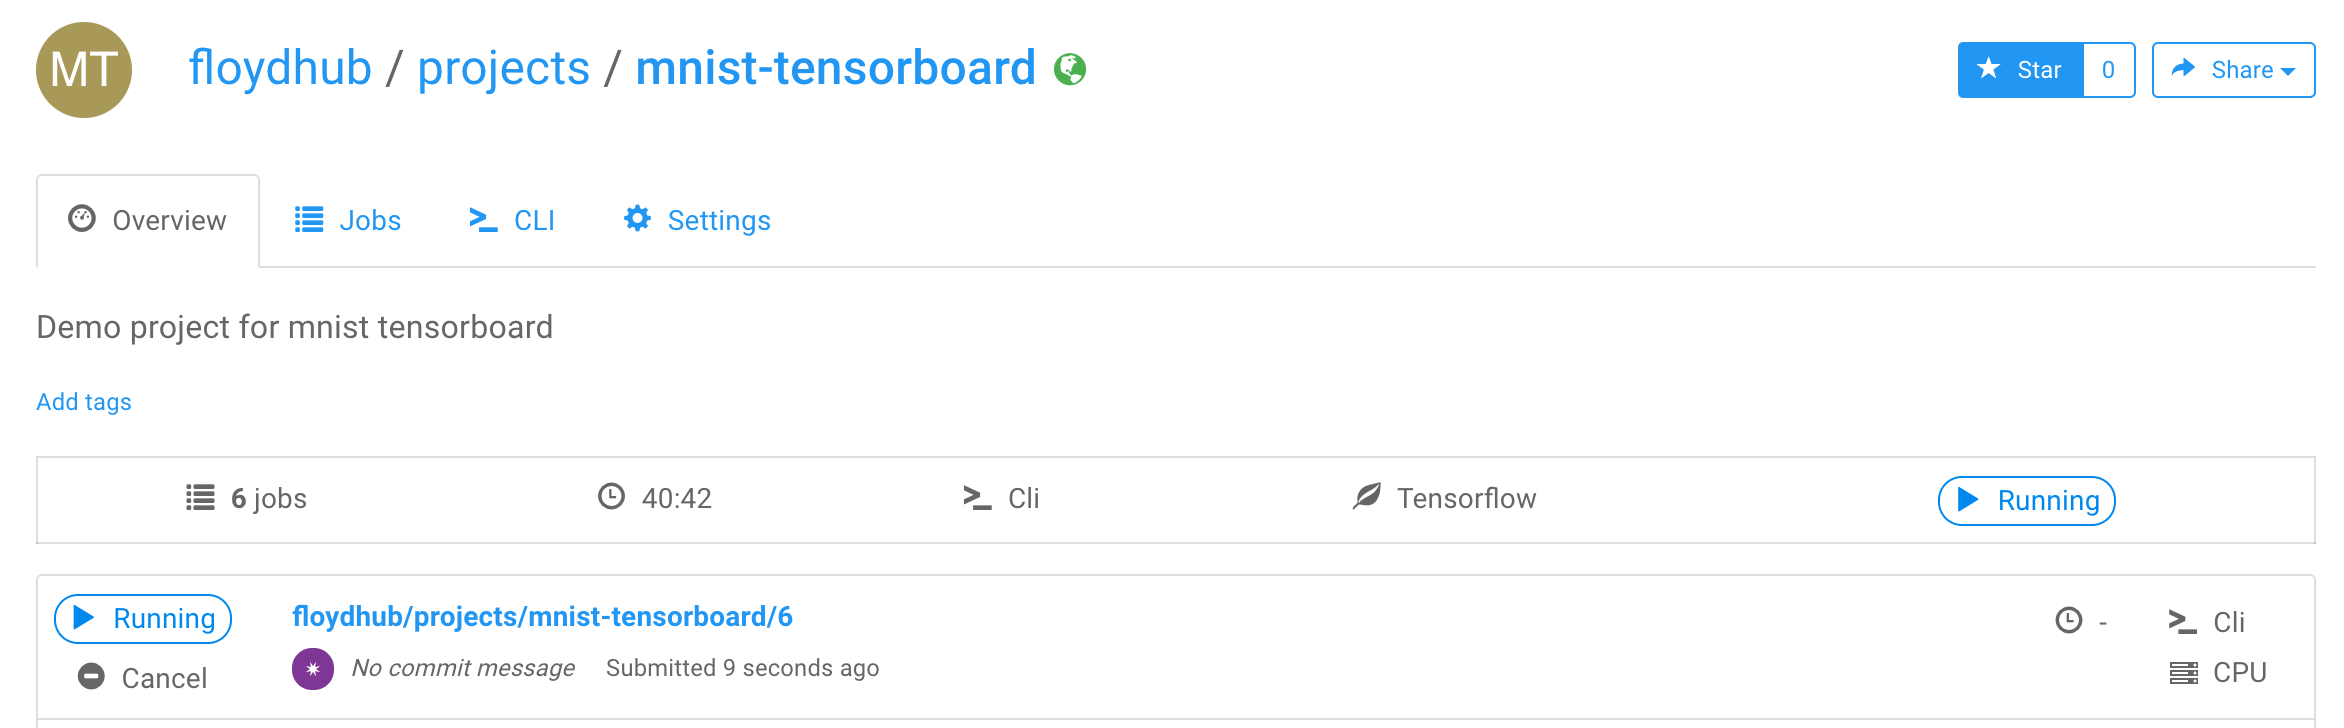 MT floydhub / projects / mnist-tensorboard Star 0 Share
Overview Jobs CLI Settings
Demo project for mnist tensorboard
Add tags
6 jobs 40:42 Cli Tensorflow Running
Running floydhub/projects/mnist-tensorboard/6 - Cli
Cancel No commit message Submitted 9 seconds ago CPU